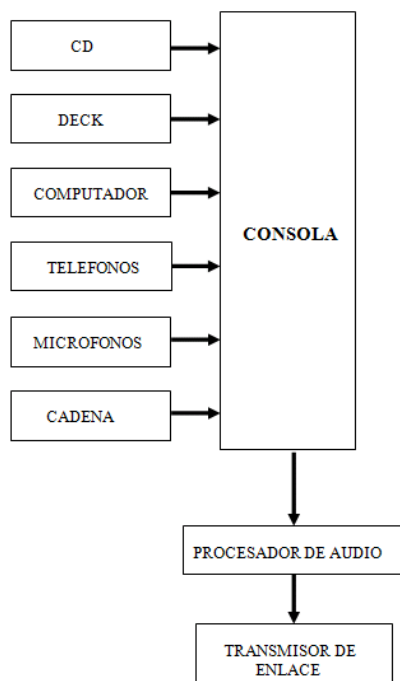 CD
DECK
COMPUTADOR
TELEFONOS
MICROFONOS
CADENA
CONSOLA
PROCESADOR DE AUDIO
TRANSMISOR DE
ENLACE